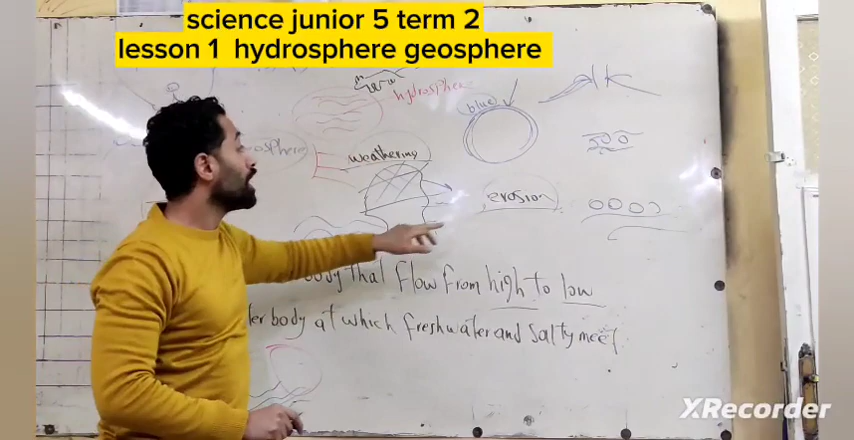 science junior 5 term 2
lesson 1 hydrosphere geosphere
hydrosphere
blue
weathering
erosion
body that flow from high to low
body at which freshwater and salty meet
XRecorder